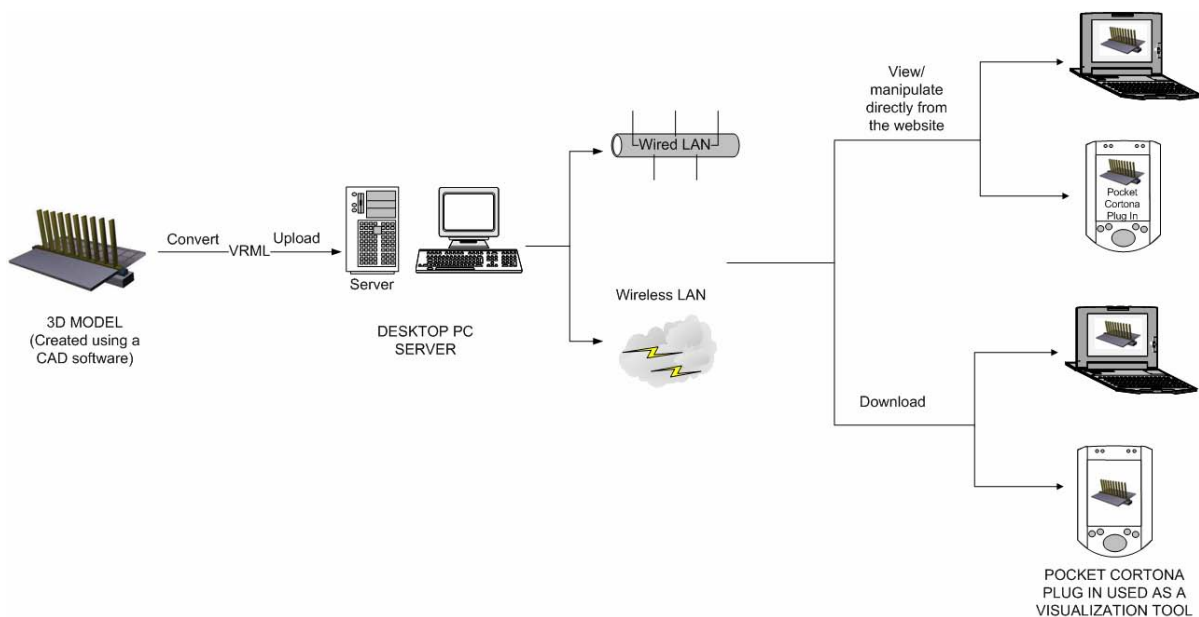 3D MODEL
(Created using a
CAD software)
Convert
VRML
Upload
Server
DESKTOP PC
SERVER
Wired LAN
Wireless LAN
View/
manipulate
directly from
the website
Pocket
Cortona
Plug In
Download
POCKET CORTONA
PLUG IN USED AS A
VISUALIZATION TOOL